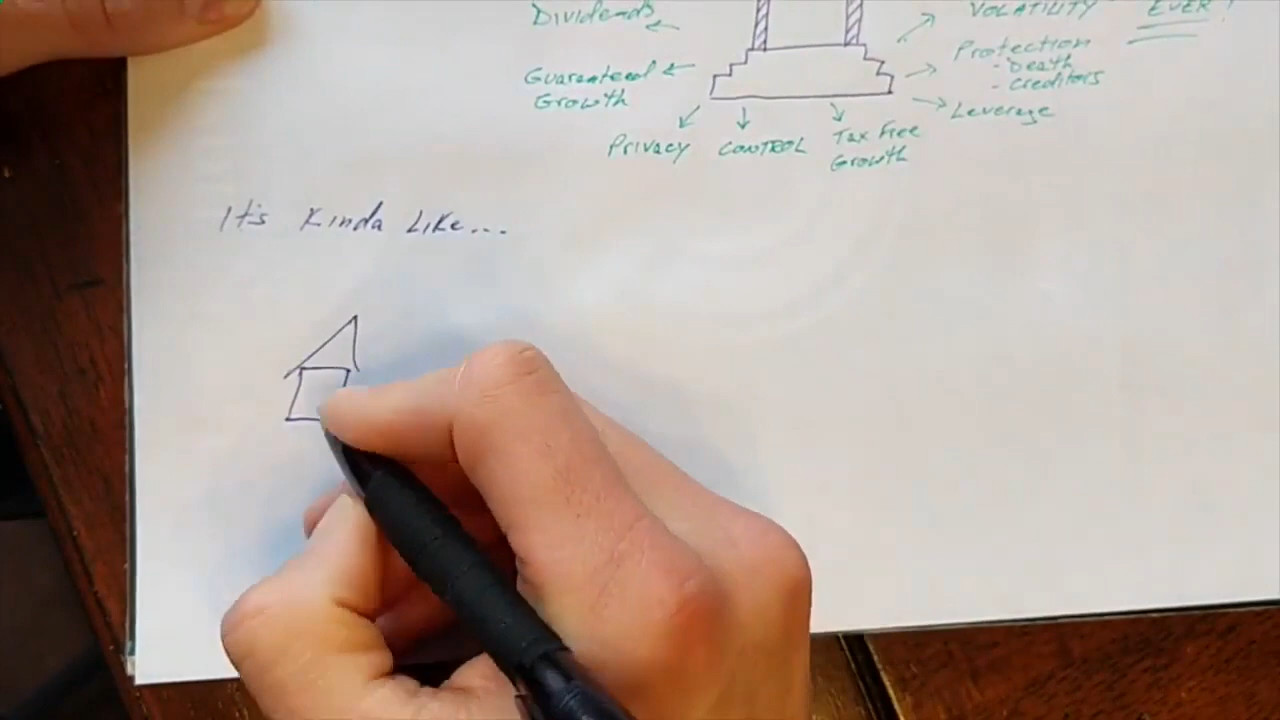 Dividends
VOLATILITY EVER!
Guaranteed
Growth
Protection
- Death
- Creditors
Leverage
Privacy
CONTROL
Tax Free
Growth
It's Kinda Like...